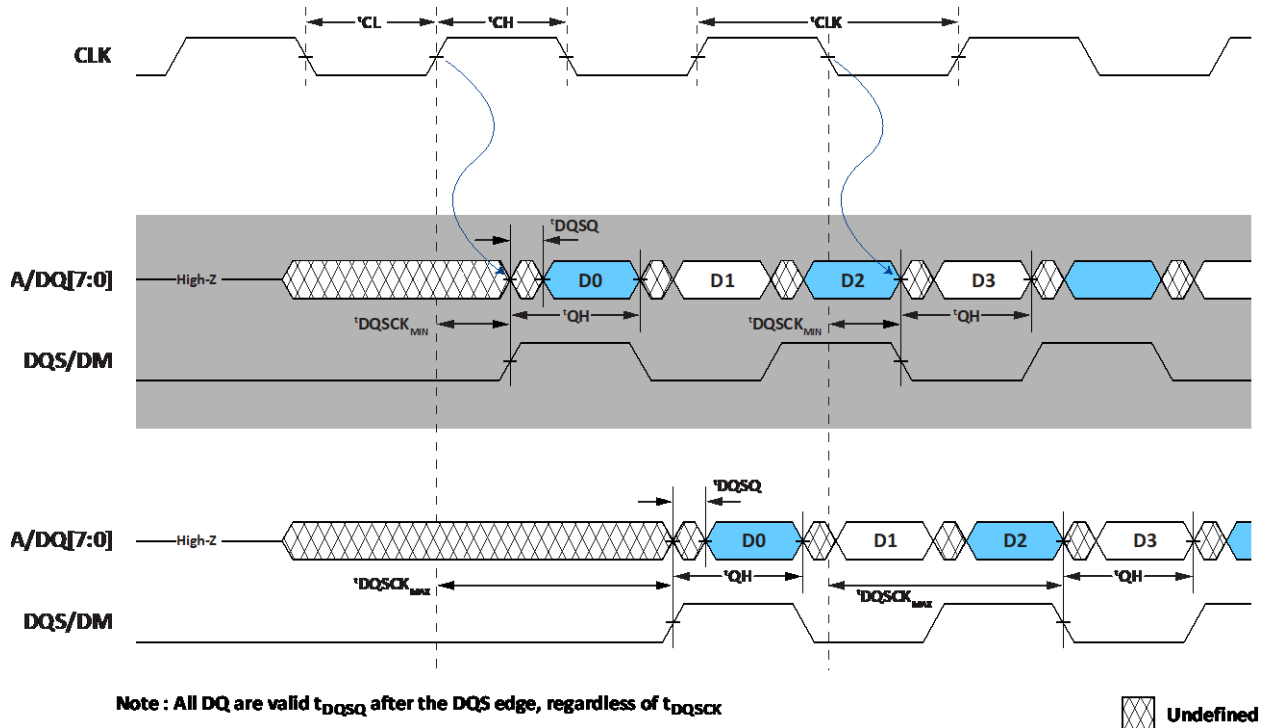 tCL tCH tCLK
CLK
tDQSQ
A/DQ[7:0] High-Z D0 D1 D2 D3
tDQSCKMIN tQH tDQSCKMIN tQH
DQS/DM
tDQSQ
A/DQ[7:0] High-Z D0 D1 D2 D3
tDQSCKMAX tQH tDQSCKMAX tQH
DQS/DM
Note : All DQ are valid tDQSQ after the DQS edge, regardless of tDQSCK
Undefined